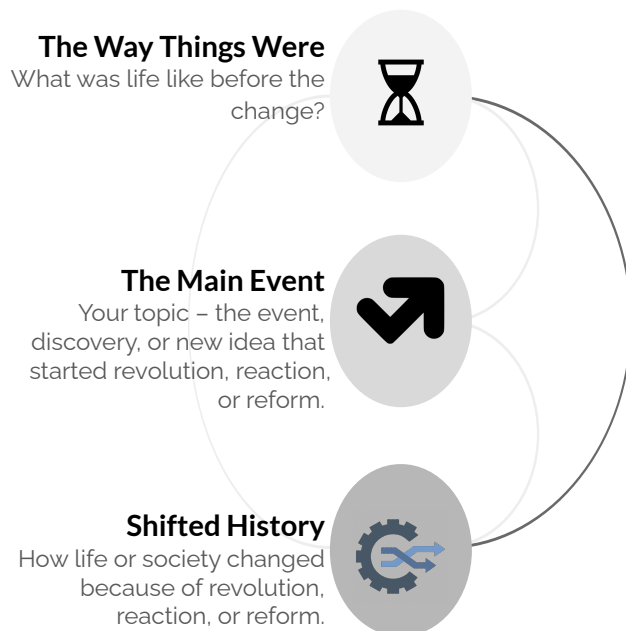 The Way Things Were
What was life like before the
change?
The Main Event
Your topic – the event,
discovery, or new idea that
started revolution, reaction,
or reform.
Shifted History
How life or society changed
because of revolution,
reaction, or reform.